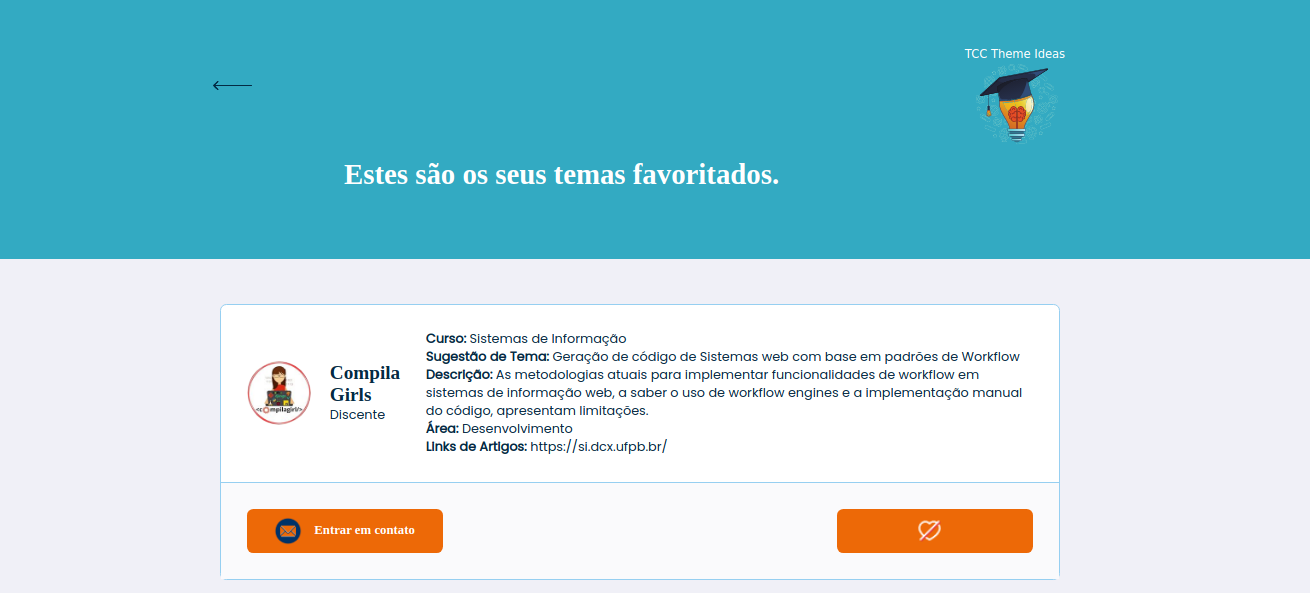 TCC Theme Ideas
Estes são os seus temas favoritados.
Compila
Girls
Discente
<c mpilagirl/>
Curso: Sistemas de Informação
Sugestão de Tema: Geração de código de Sistemas web com base em padrões de Workflow
Descrição: As metodologias atuais para implementar funcionalidades de workflow em
sistemas de informação web, a saber o uso de workflow engines e a implementação manual
do código, apresentam limitações.
Área: Desenvolvimento
Links de Artigos: https://si.dcx.ufpb.br/
Entrar em contato